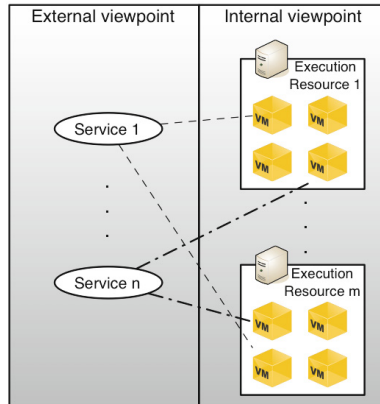 External viewpoint
Internal viewpoint
Execution
Resource 1
VM
VM
VM
VM
Service 1
Service n
Execution
Resource m
VM
VM
VM
VM